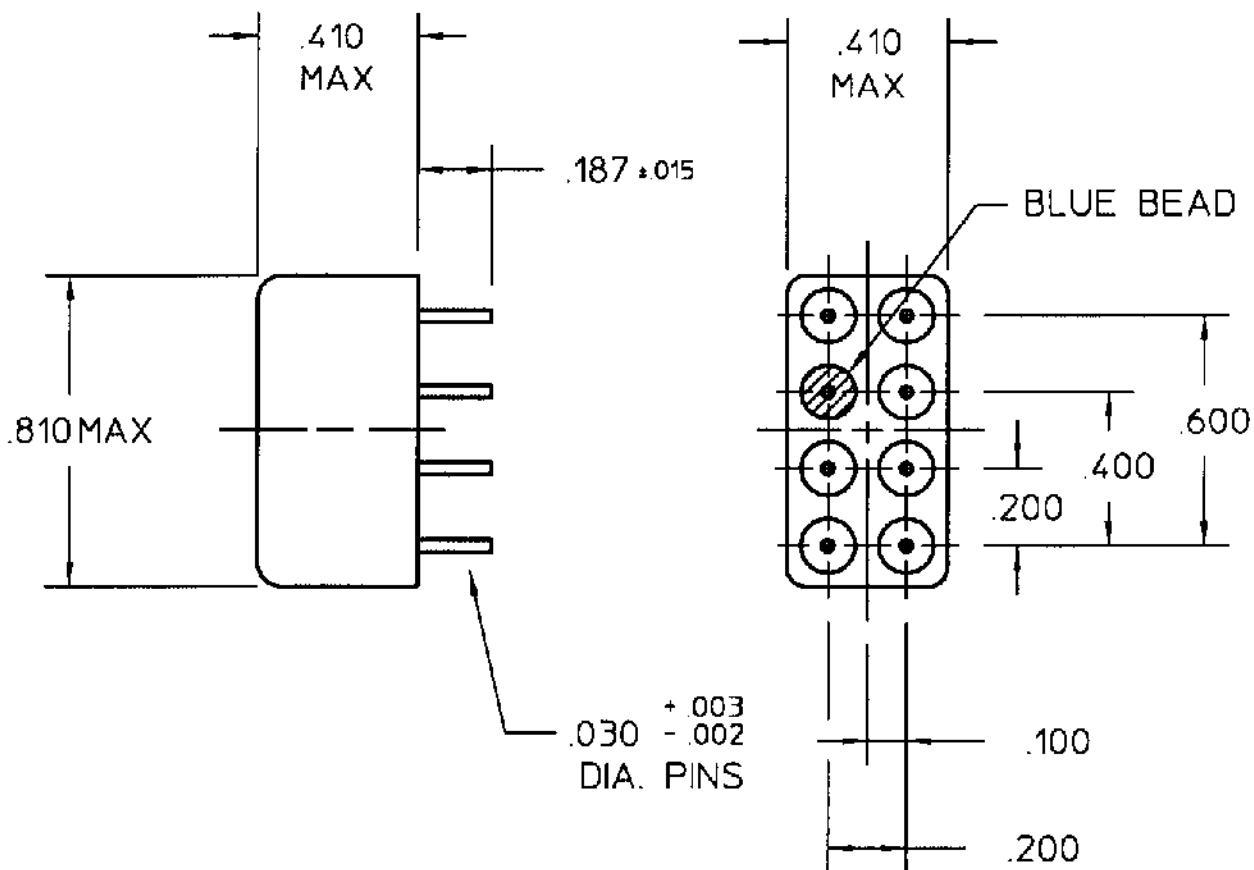 .410
MAX
.410
MAX
.187 ±.015
BLUE BEAD
.810 MAX
.600
.400
.200
+ .003
.030 - .002
DIA. PINS
.100
.200